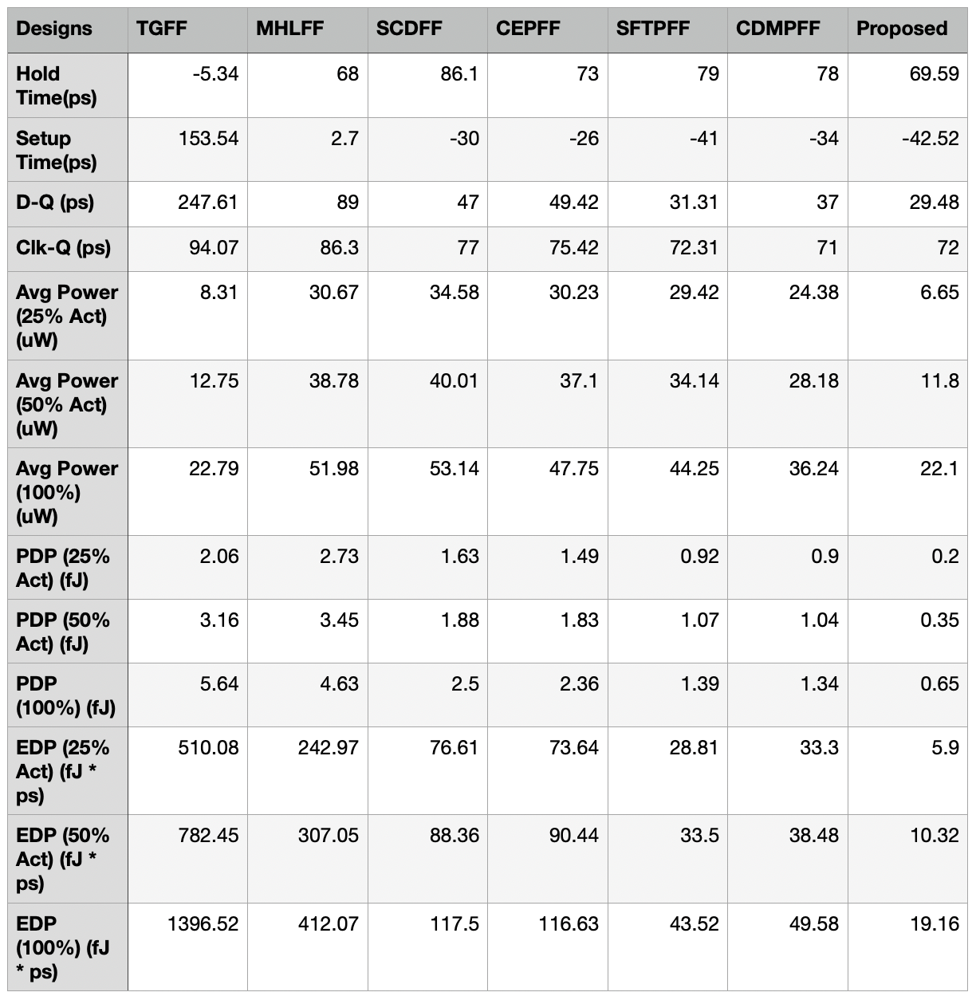 Designs TGFF MHLFF SCDFF CEPFF SFTPFF CDMPFF Proposed
Hold -5.34 68 86.1 73 79 78 69.59
Time(ps)
Setup 153.54 2.7 -30 -26 -41 -34 -42.52
Time(ps)
D-Q (ps) 247.61 89 47 49.42 31.31 37 29.48
Clk-Q (ps) 94.07 86.3 77 75.42 72.31 71 72
Avg Power 8.31 30.67 34.58 30.23 29.42 24.38 6.65
(25% Act)
(uW)
Avg Power 12.75 38.78 40.01 37.1 34.14 28.18 11.8
(50% Act)
(uW)
Avg Power 22.79 51.98 53.14 47.75 44.25 36.24 22.1
(100%)
(uW)
PDP (25% 2.06 2.73 1.63 1.49 0.92 0.9 0.2
Act) (fJ)
PDP (50% 3.16 3.45 1.88 1.83 1.07 1.04 0.35
Act) (fJ)
PDP 5.64 4.63 2.5 2.36 1.39 1.34 0.65
(100%) (fJ)
EDP (25% 510.08 242.97 76.61 73.64 28.81 33.3 5.9
Act) (fJ *
ps)
EDP (50% 782.45 307.05 88.36 90.44 33.5 38.48 10.32
Act) (fJ *
ps)
EDP 1396.52 412.07 117.5 116.63 43.52 49.58 19.16
(100%) (fJ
* ps)